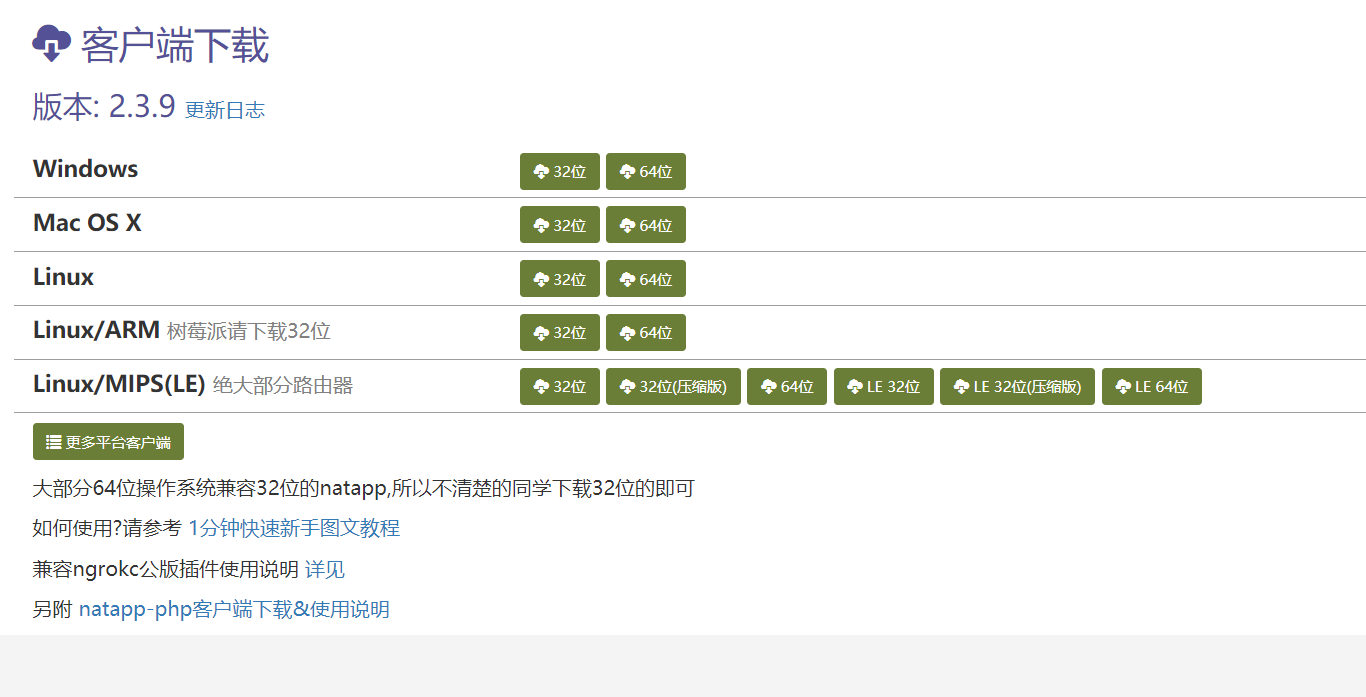 客户端下载
版本: 2.3.9 更新日志
Windows 32位 64位
Mac OS X 32位 64位
Linux 32位 64位
Linux/ARM 树莓派请下载32位 32位 64位
Linux/MIPS(LE) 绝大部分路由器 32位 32位(压缩版) 64位 LE 32位 LE 32位(压缩版) LE 64位
更多平台客户端
大部分64位操作系统兼容32位的natapp,所以不清楚的同学下载32位的即可
如何使用?请参考 1分钟快速新手图文教程
兼容ngrokc公版插件使用说明 详见
另附 natapp-php客户端下载&使用说明